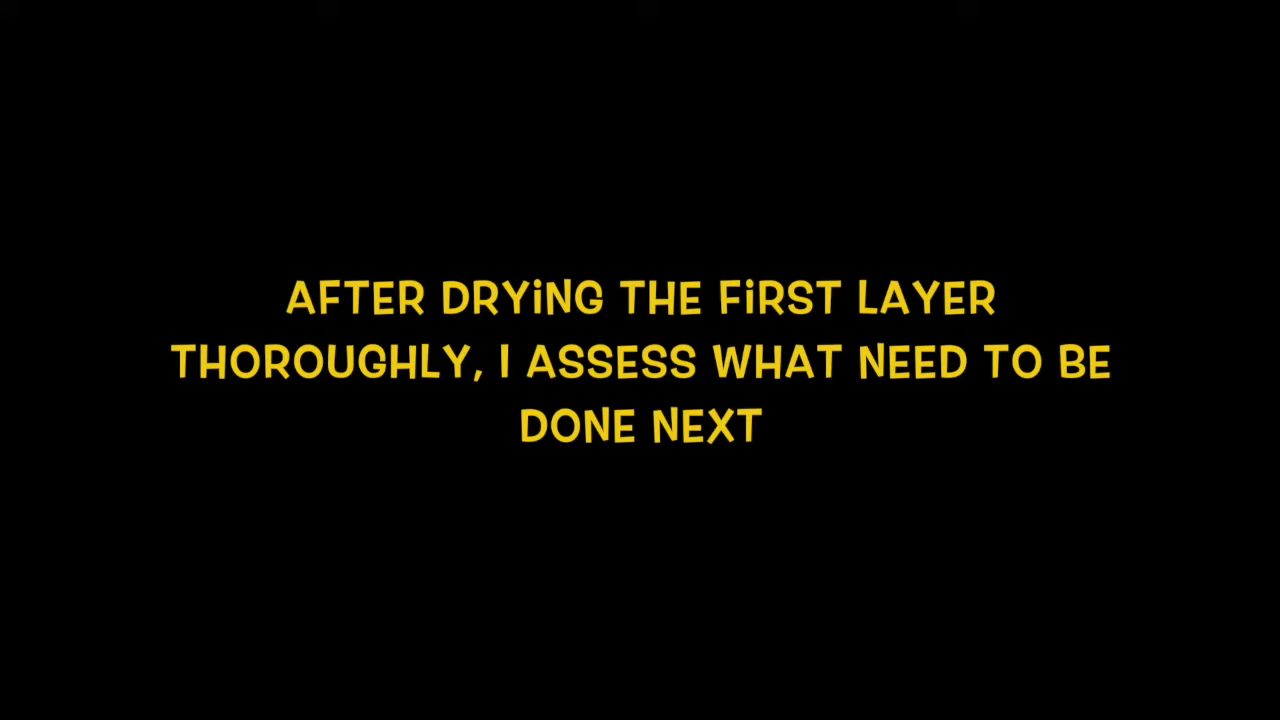 AFTER DRYiNG THE FiRST LAYER
THOROUGHLY, I ASSESS WHAT NEED TO BE
DONE NEXT